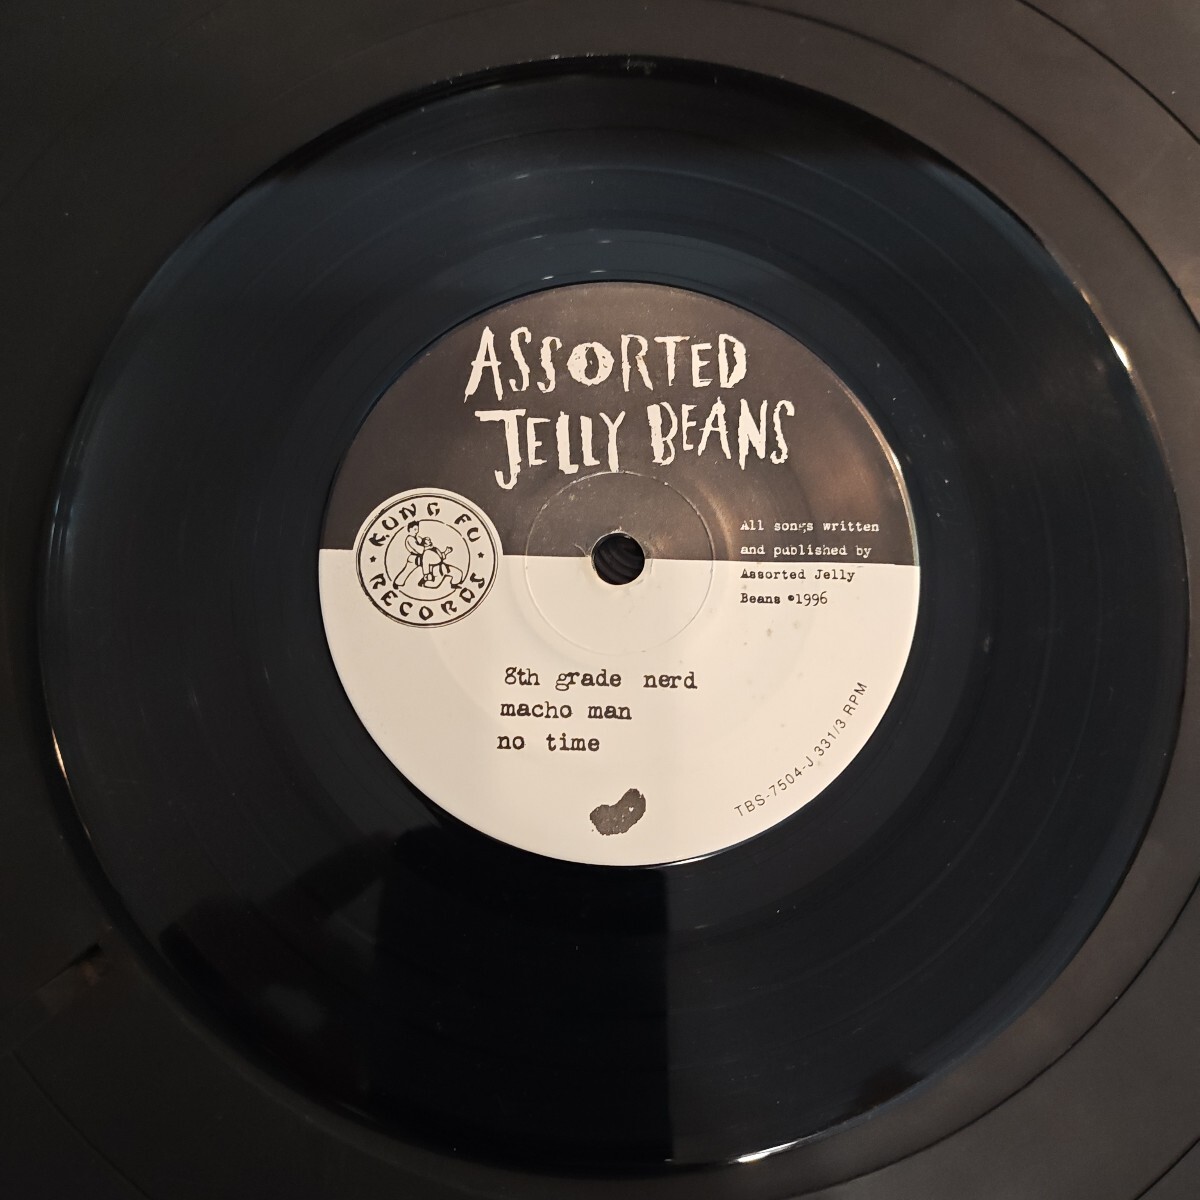 ASSORTED
JELLY BEANS
KUNG FU
RECORDS
All songs written
and published by
Assorted Jelly
Beans ©1996
8th grade nerd
macho man
no time
TBS-7504-J 331/3 RPM